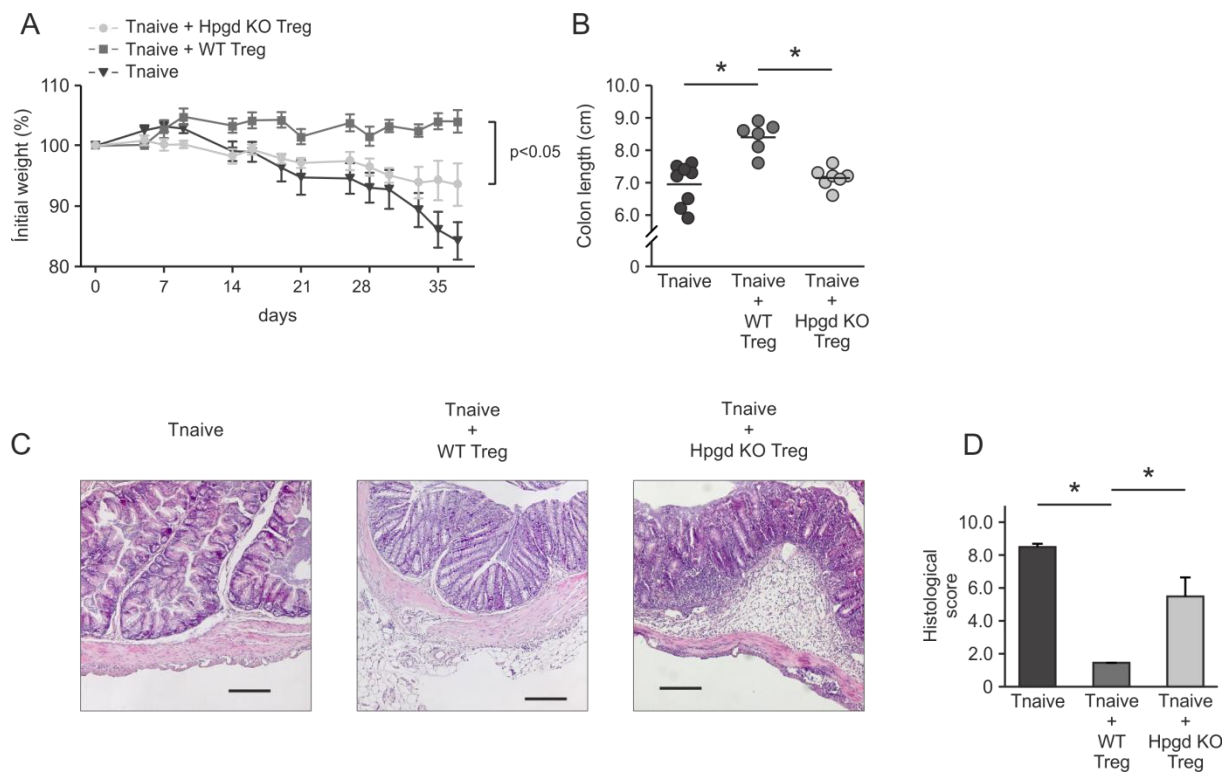 A
Tnaive + Hpgd KO Treg
Tnaive + WT Treg
Tnaive
Ínitial weight (%)
110
100
90
80
0 7 14 21 28 35
days
p<0.05
B
* *
Colon length (cm)
10.0
9.0
8.0
7.0
6.0
0
Tnaive
Tnaive
+
WT
Treg
Tnaive
+
Hpgd KO
Treg
C
Tnaive
Tnaive
+
WT Treg
Tnaive
+
Hpgd KO Treg
D
* *
Histological
score
10.0
8.0
6.0
4.0
2.0
0
Tnaive
Tnaive
+
WT
Treg
Tnaive
+
Hpgd KO
Treg